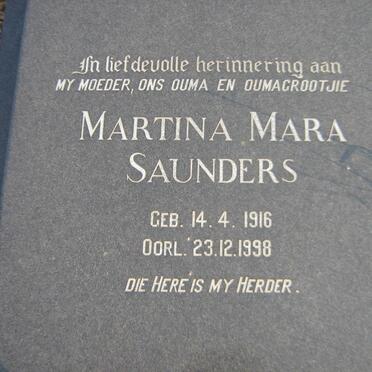 In liefdevolle herinnering aan
MY MOEDER, ONS OUMA EN OUMAGROOTJIE
MARTINA MARA
SAUNDERS
GEB. 14. 4. 1916
OORL. 23.12.1998
DIE HERE IS MY HERDER.